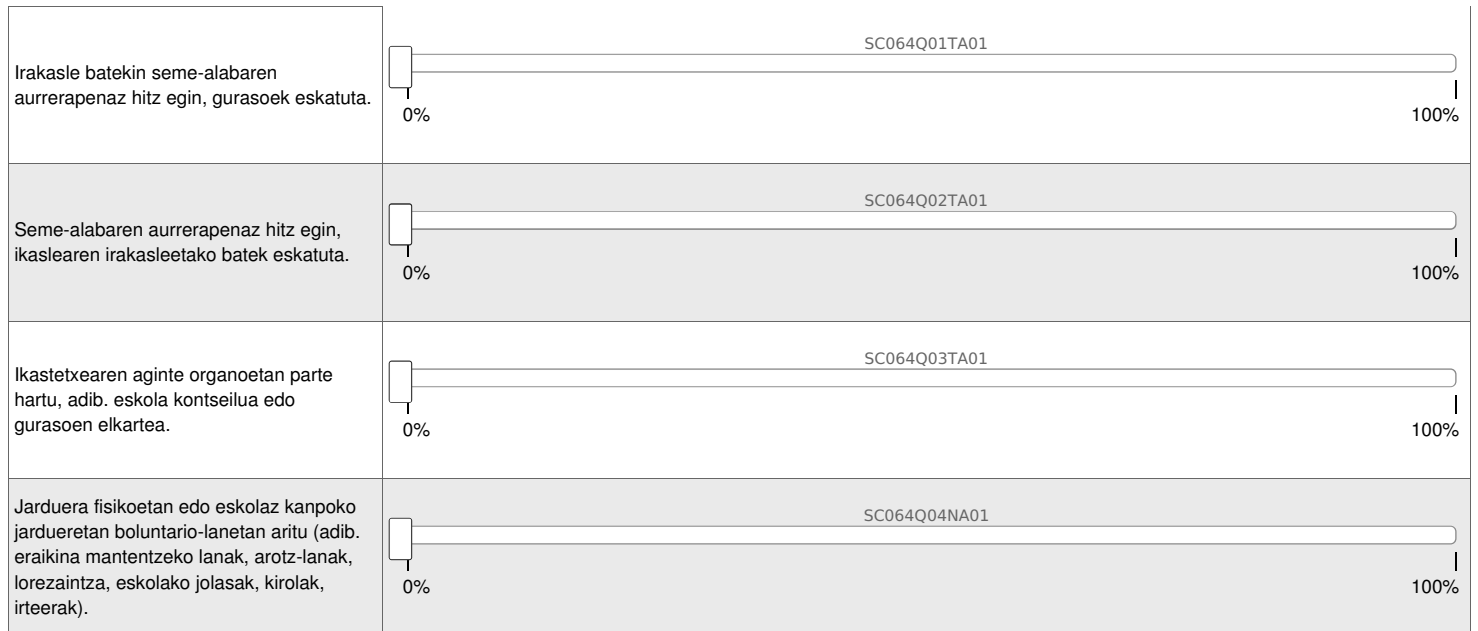 Irakasle batekin seme-alabaren
aurrerapenaz hitz egin, gurasoek eskatuta.
SC064Q01TA01
0%
100%
Seme-alabaren aurrerapenaz hitz egin,
ikaslearen irakasleetako batek eskatuta.
SC064Q02TA01
0%
100%
Ikastetxearen aginte organoetan parte
hartu, adib. eskola kontseilua edo
gurasoen elkartea.
SC064Q03TA01
0%
100%
Jarduera fisikoetan edo eskolaz kanpoko
jardueretan boluntario-lanetan aritu (adib.
eraikina mantentzeko lanak, arotz-lanak,
lorezaintza, eskolako jolasak, kirolak,
irteerak).
SC064Q04NA01
0%
100%